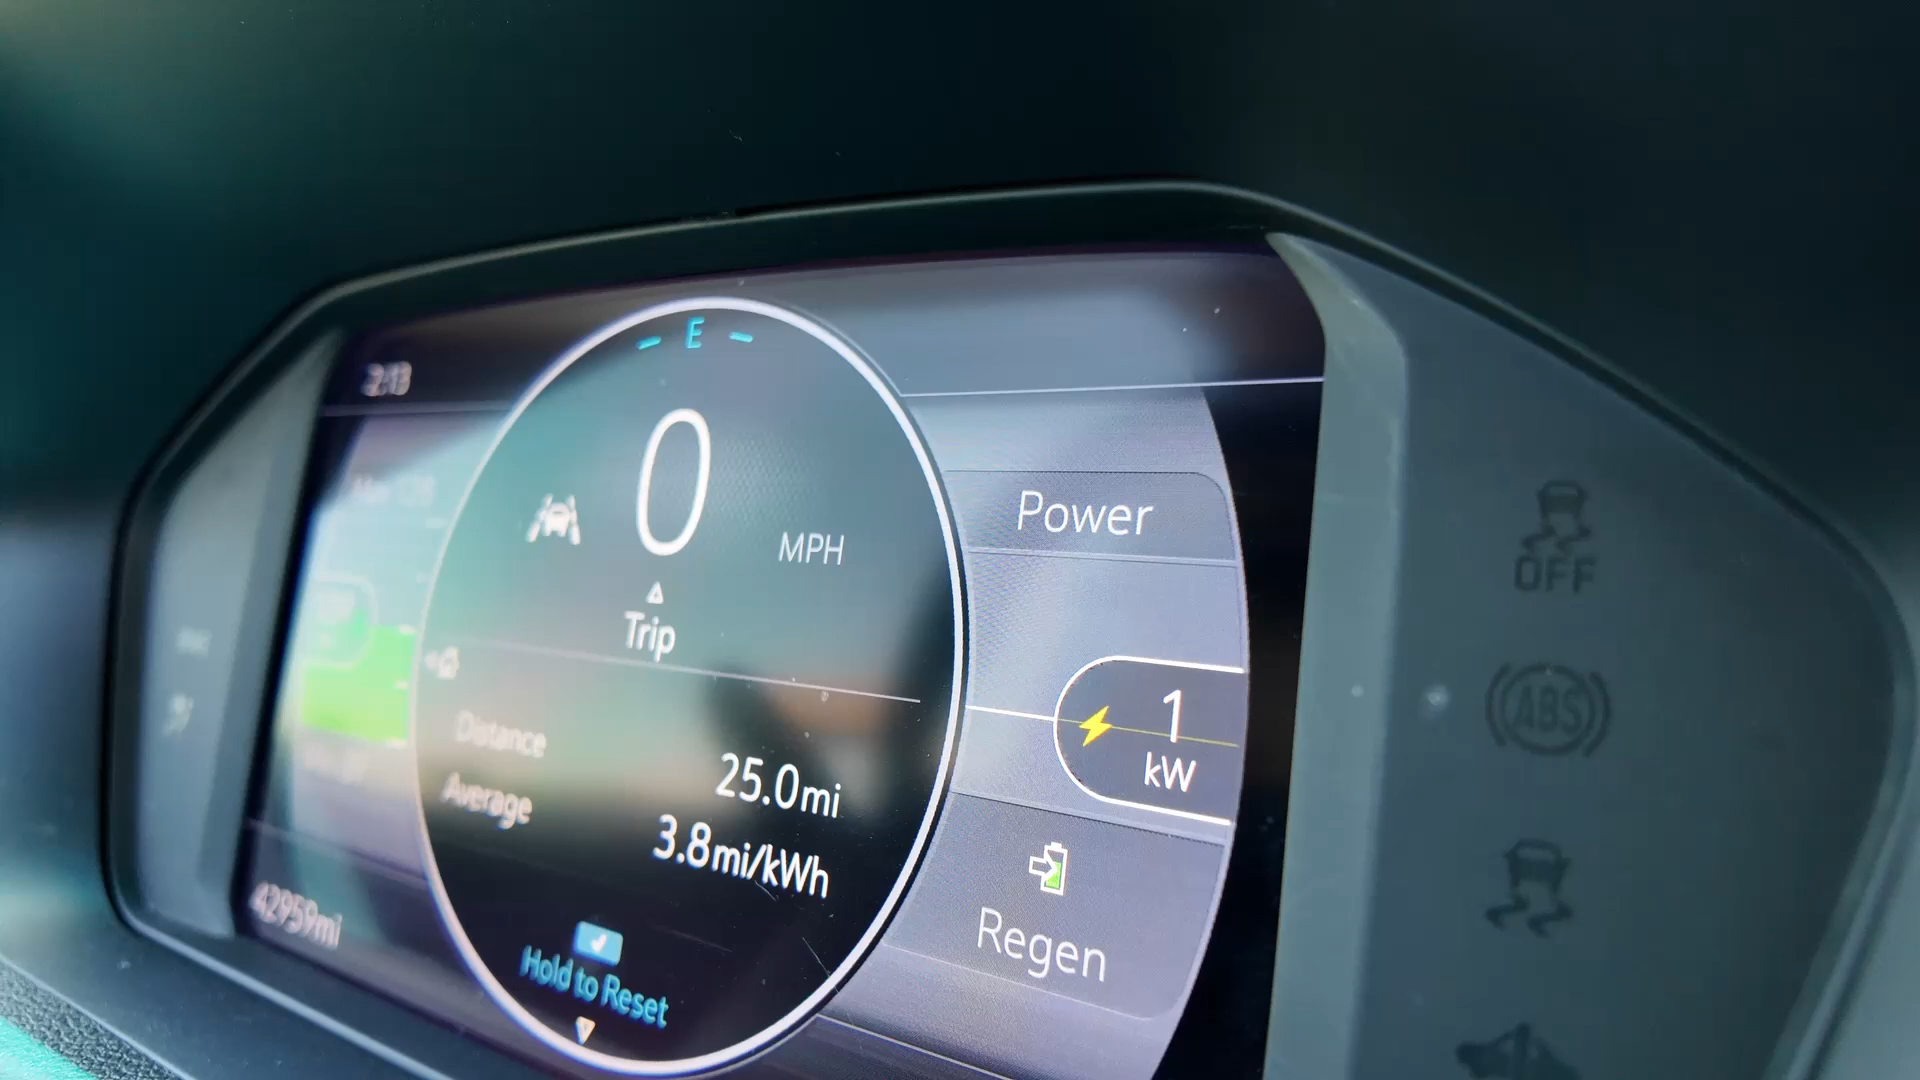 E
2:13
0
MPH
Power
OFF
Trip
1
kW
ABS
Distance
25.0mi
Average
3.8mi/kWh
Regen
42959mi
Hold to Reset